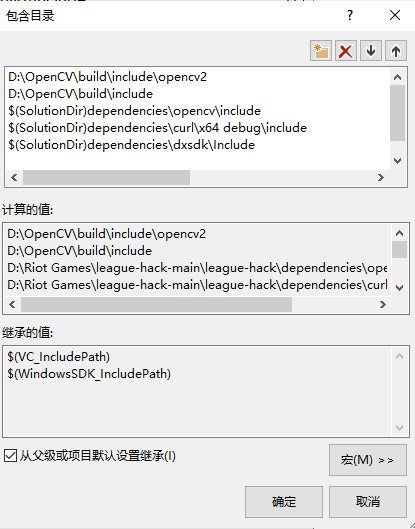 包含目录
D:\OpenCV\build\include\opencv2
D:\OpenCV\build\include
$(SolutionDir)dependencies\opencv\include
$(SolutionDir)dependencies\curl\x64 debug\include
$(SolutionDir)dependencies\dxsdk\Include
计算的值:
D:\OpenCV\build\include\opencv2
D:\OpenCV\build\include
D:\Riot Games\league-hack-main\league-hack\dependencies\ope
D:\Riot Games\league-hack-main\league-hack\dependencies\curl
继承的值:
$(VC_IncludePath)
$(WindowsSDK_IncludePath)
从父级或项目默认设置继承(I)
宏(M) >>
确定 取消